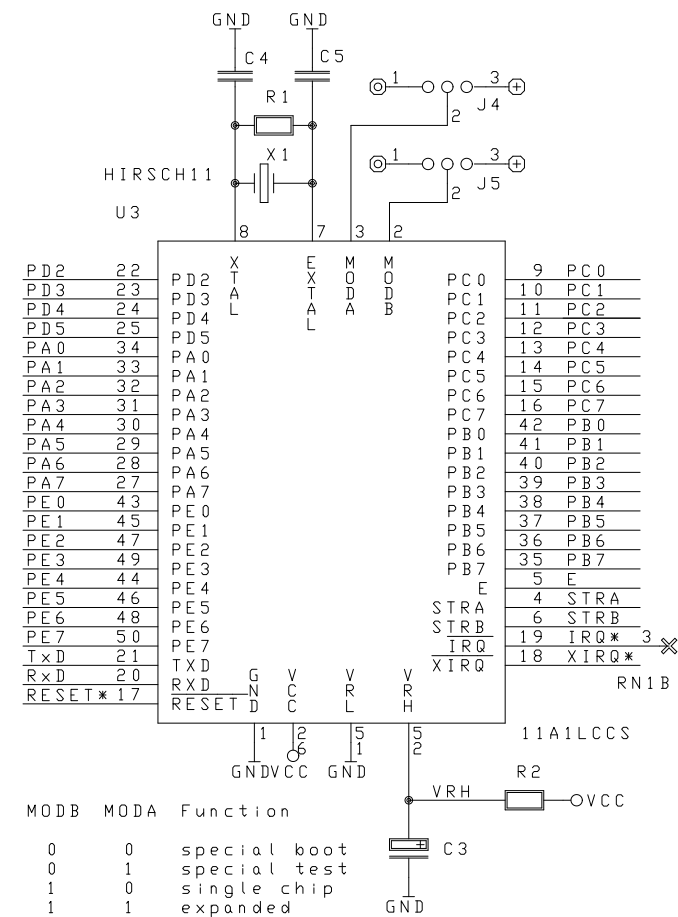 GND GND
C4 C5
R1
1 3
J4
2
X1
1 3
J5
2
HIRSCH11
U3
8 7 3 2
XTAL EXTAL MODA MODB
PD2 22 PD2 PC0 9 PC0
PD3 23 PD3 PC1 10 PC1
PD4 24 PD4 PC2 11 PC2
PD5 25 PD5 PC3 12 PC3
PA0 34 PA0 PC4 13 PC4
PA1 33 PA1 PC5 14 PC5
PA2 32 PA2 PC6 15 PC6
PA3 31 PA3 PC7 16 PC7
PA4 30 PA4 PB0 42 PB0
PA5 29 PA5 PB1 41 PB1
PA6 28 PA6 PB2 40 PB2
PA7 27 PA7 PB3 39 PB3
PE0 43 PE0 PB4 38 PB4
PE1 45 PE1 PB5 37 PB5
PE2 47 PE2 PB6 36 PB6
PE3 49 PE3 PB7 35 PB7
PE4 44 PE4 E 5 E
PE5 46 PE5 STRA 4 STRA
PE6 48 PE6 STRB 6 STRB
PE7 50 PE7 IRQ 19 IRQ* 3
TxD 21 TXD XIRQ 18 XIRQ*
RxD 20 RXD RN1B
RESET* 17 RESET
GND VCC VRL VRH
1 26 51 52
11A1LCCS
GND VCC GND
R2
VRH VCC
C3
GND
MODB MODA Function
0 0 special boot
0 1 special test
1 0 single chip
1 1 expanded